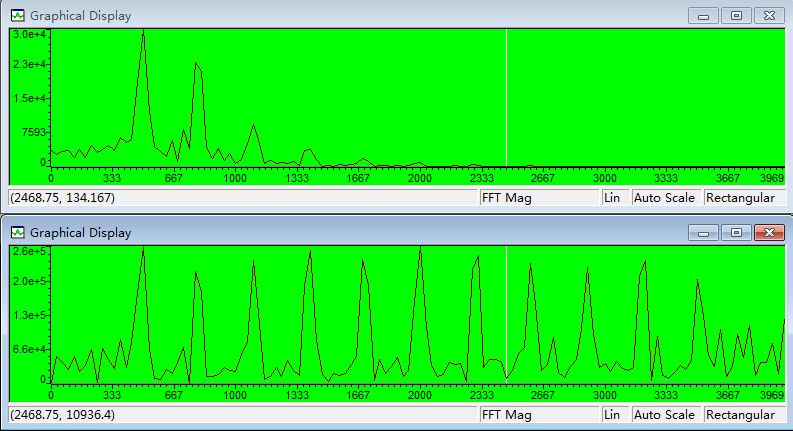 Graphical Display
3.0e+4
2.3e+4
1.5e+4
7593
0
0 333 667 1000 1333 1667 2000 2333 2667 3000 3333 3969
(2468.75, 134.167) FFT Mag Lin Auto Scale Rectangular
Graphical Display
2.6e+5
2.0e+5
1.3e+5
6.6e+4
0
0 333 667 1000 1333 1667 2000 2333 2667 3000 3333 3969
(2468.75, 10936.4) FFT Mag Lin Auto Scale Rectangular